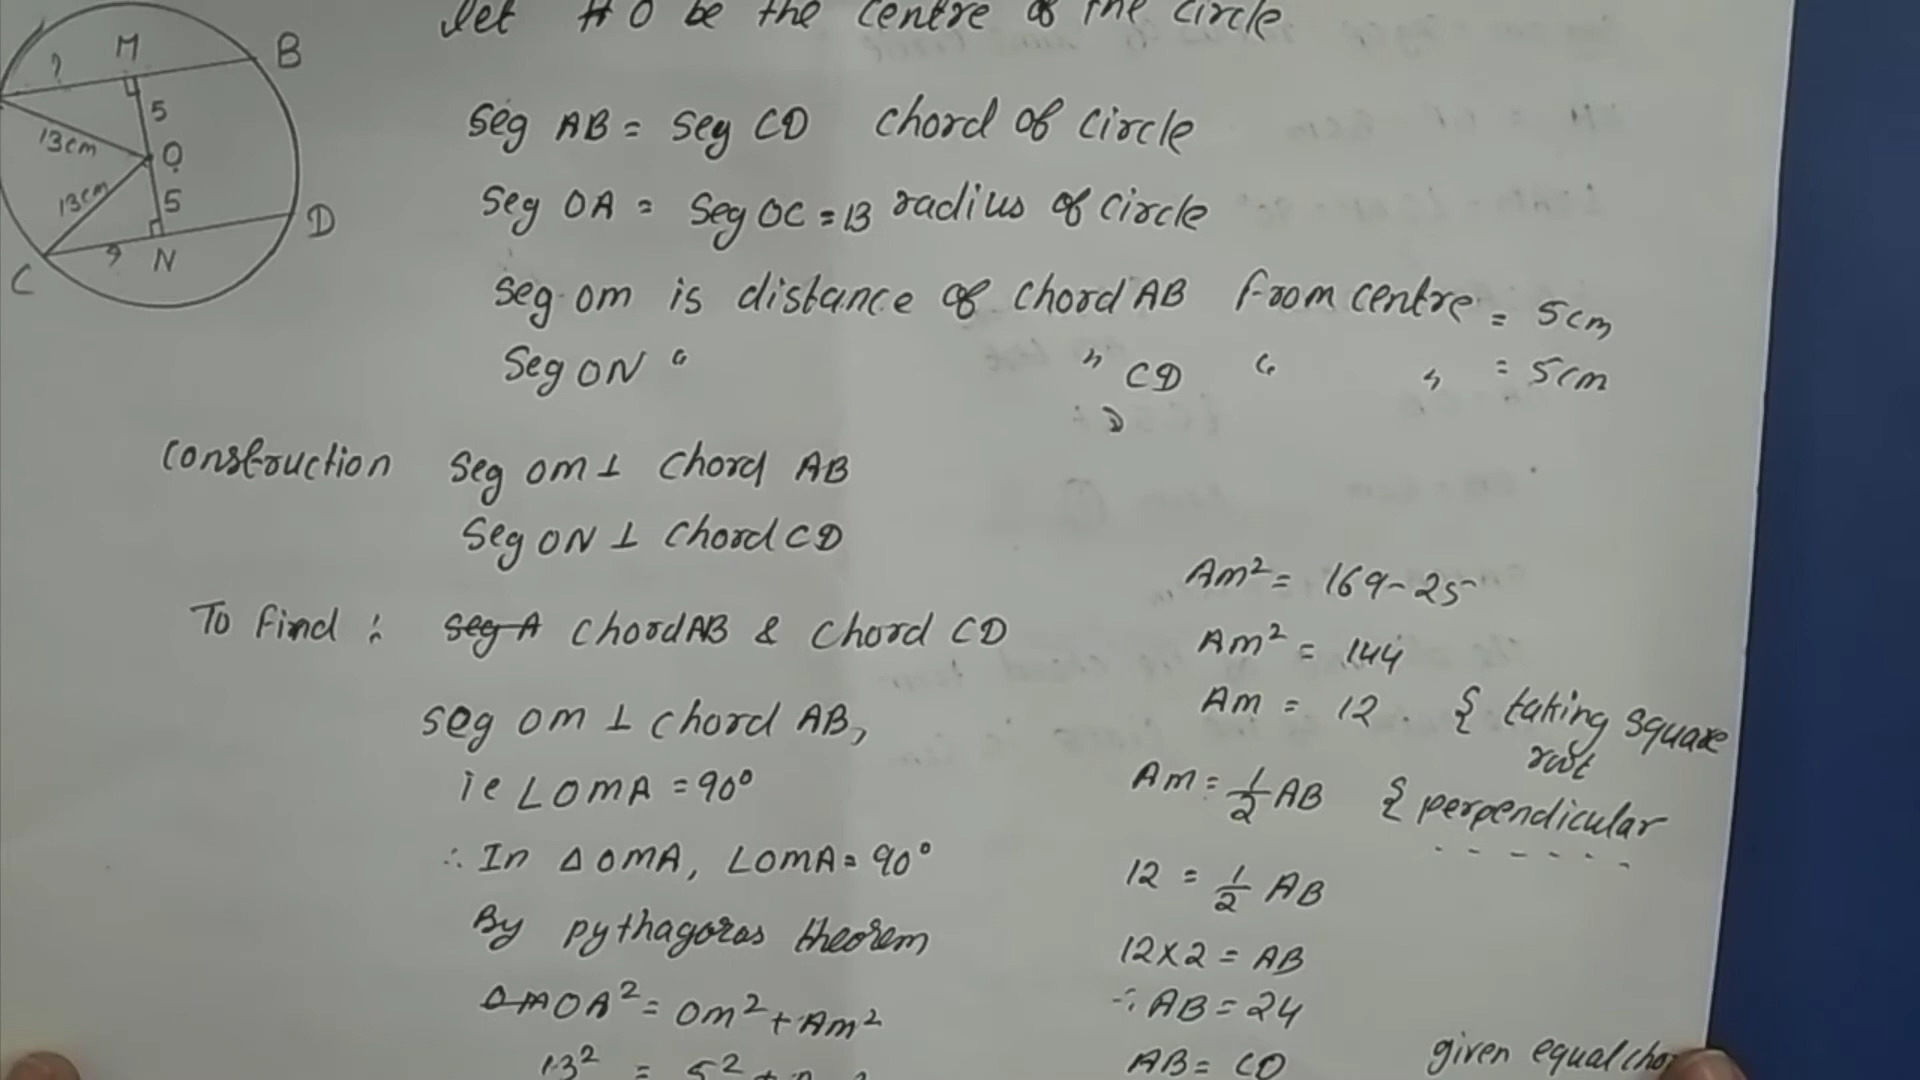 let O be the centre of the circle
M
B
?
5
13cm
O
13cm
5
D
?
N
C
seg AB = seg CD chord of circle
seg OA = seg OC = 13 radius of circle
seg om is distance of chord AB from centre = 5cm
Seg ON " " CD " " = 5cm
construction seg om ⊥ chord AB
seg ON ⊥ chord CD
To find : seg A chord AB & chord CD
seg om ⊥ chord AB,
ie ∠OMA = 90°
∴ In △OMA, ∠OMA = 90°
By pythagoras theorem
OA² = om² + Am²
13² = 5² +
Am² = 169 - 25
Am² = 144
Am = 12 . { taking square
root
Am = 1/2 AB { perpendicular
- - - - - -
12 = 1/2 AB
12 x 2 = AB
∴ AB = 24
AB = CD given equal cho